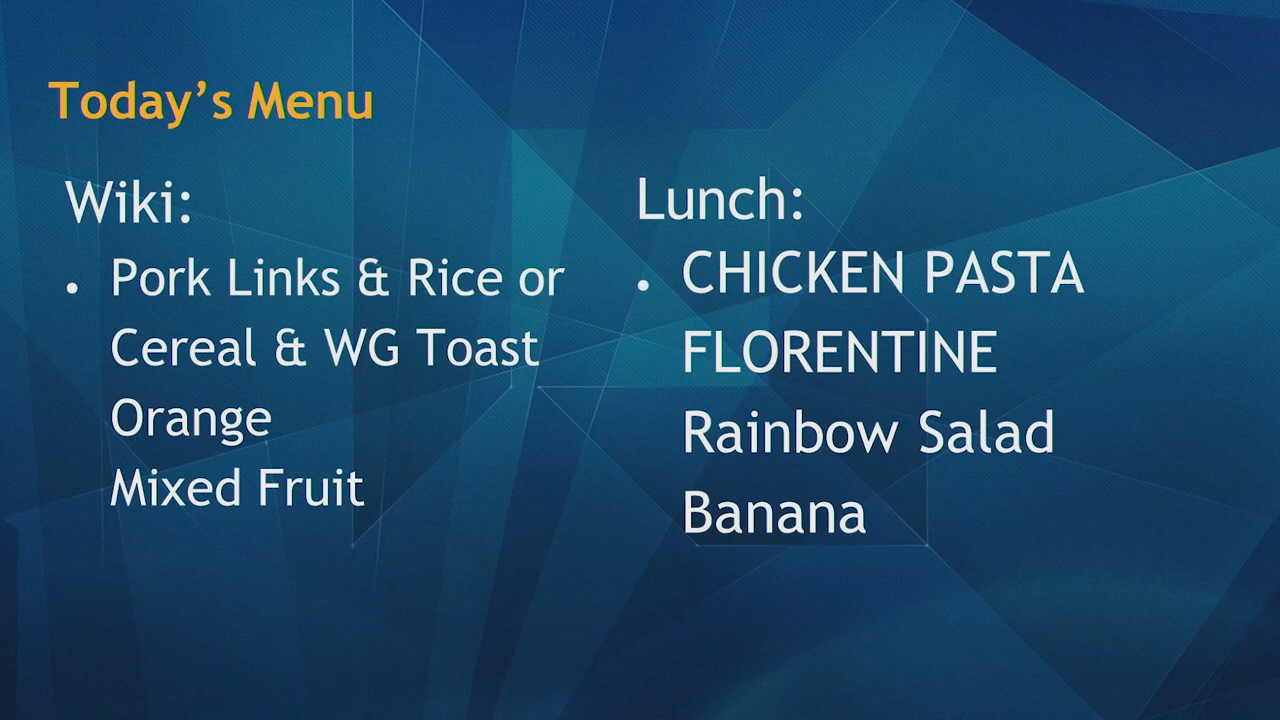 Today’s Menu
Wiki:
• Pork Links & Rice or
Cereal & WG Toast
Orange
Mixed Fruit
Lunch:
• CHICKEN PASTA
FLORENTINE
Rainbow Salad
Banana